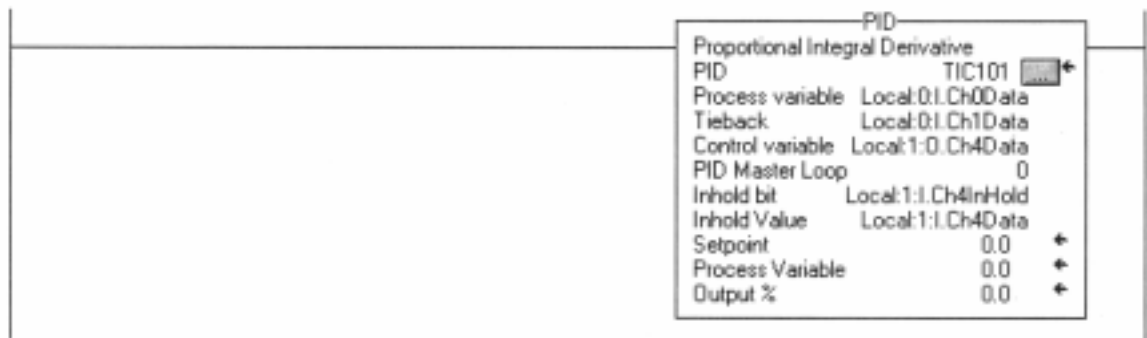 PID
Proportional Integral Derivative
PID TIC101 ...
Process variable Local:0:I.Ch0Data
Tieback Local:0:I.Ch1Data
Control variable Local:1:O.Ch4Data
PID Master Loop 0
Inhold bit Local:1:I.Ch4InHold
Inhold Value Local:1:I.Ch4Data
Setpoint 0.0
Process Variable 0.0
Output % 0.0